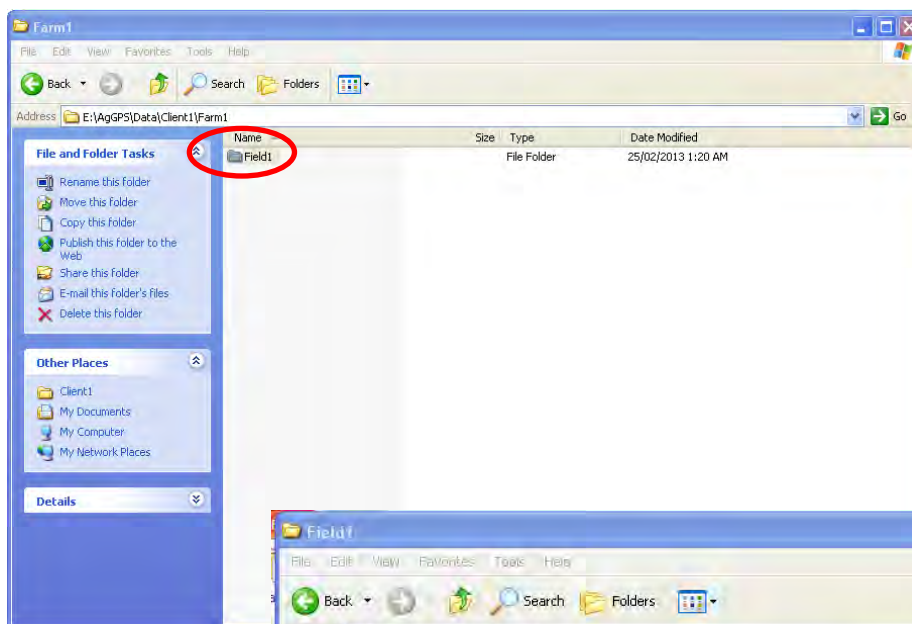 Farm1
File Edit View Favorites Tools Help
Back Search Folders
Address E:\AgGPS\Data\Client1\Farm1 Go
Name Size Type Date Modified
Field1 File Folder 25/02/2013 1:20 AM
File and Folder Tasks
Rename this folder
Move this folder
Copy this folder
Publish this folder to the
Web
Share this folder
E-mail this folder's files
Delete this folder
Other Places
Client1
My Documents
My Computer
My Network Places
Details
Field1
File Edit View Favorites Tools Help
Back Search Folders